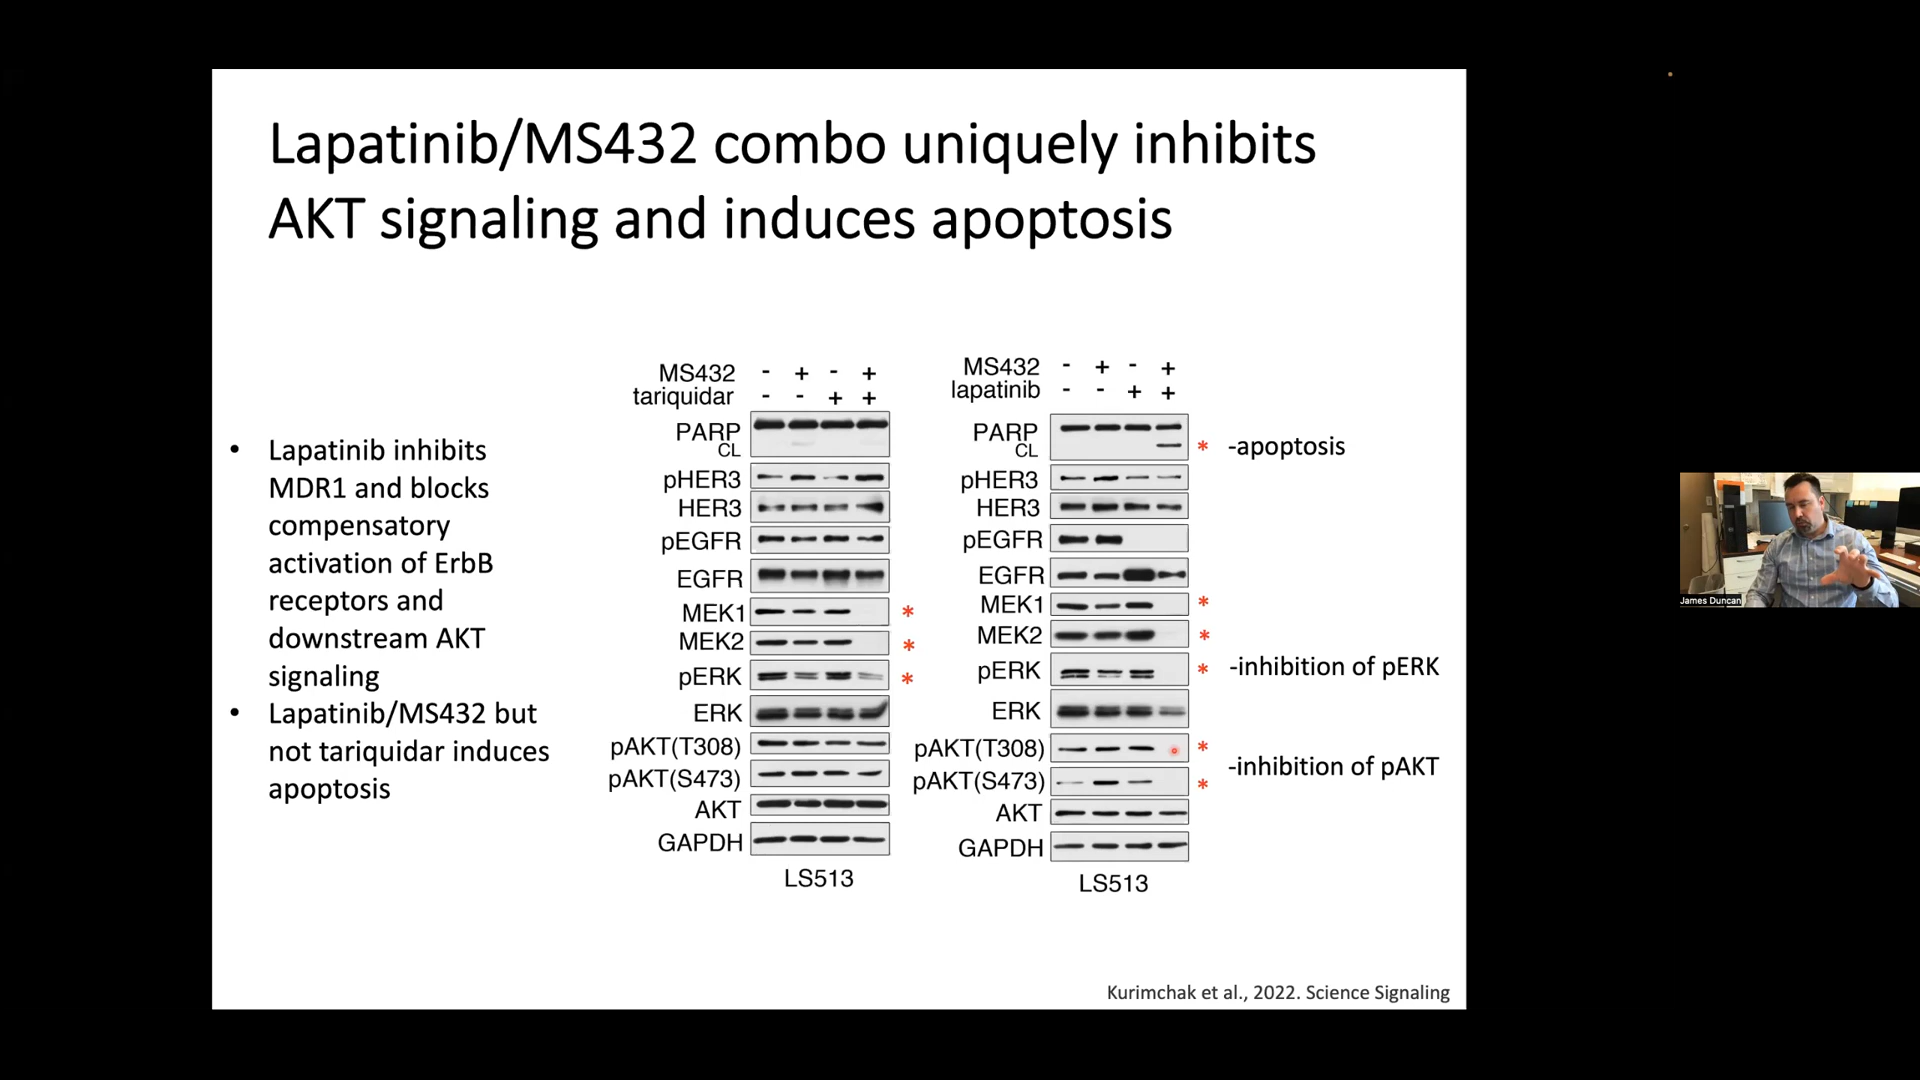 Lapatinib/MS432 combo uniquely inhibits
AKT signaling and induces apoptosis
• Lapatinib inhibits
MDR1 and blocks
compensatory
activation of ErbB
receptors and
downstream AKT
signaling
• Lapatinib/MS432 but
not tariquidar induces
apoptosis
MS432 - + - +
tariquidar - - + +
PARP
CL
pHER3
HER3
pEGFR
EGFR
MEK1 *
MEK2 *
pERK *
ERK
pAKT(T308)
pAKT(S473)
AKT
GAPDH
LS513
MS432 - + - +
lapatinib - - + +
PARP
CL * -apoptosis
pHER3
HER3
pEGFR
EGFR
MEK1 *
MEK2 *
pERK * -inhibition of pERK
ERK
pAKT(T308) *
-inhibition of pAKT
pAKT(S473) *
AKT
GAPDH
LS513
Kurimchak et al., 2022. Science Signaling
James Duncan